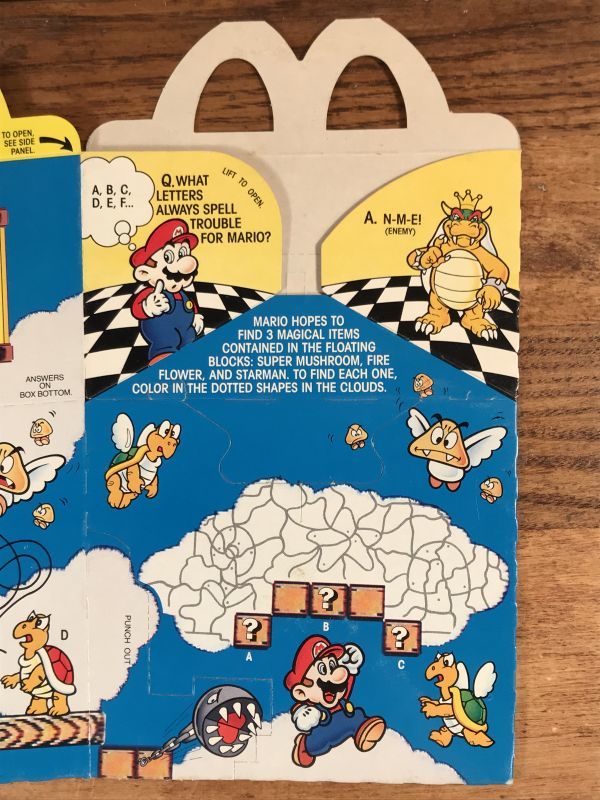 TO OPEN,
SEE SIDE
PANEL.
A, B, C,
D, E, F...
Q. WHAT
LETTERS
ALWAYS SPELL
TROUBLE
FOR MARIO?
LIFT TO OPEN.
A. N-M-E!
(ENEMY)
MARIO HOPES TO
FIND 3 MAGICAL ITEMS
CONTAINED IN THE FLOATING
BLOCKS: SUPER MUSHROOM, FIRE
FLOWER, AND STARMAN. TO FIND EACH ONE,
COLOR IN THE DOTTED SHAPES IN THE CLOUDS.
ANSWERS
ON
BOX BOTTOM.
D
PUNCH OUT
?
?
?
A
B
C